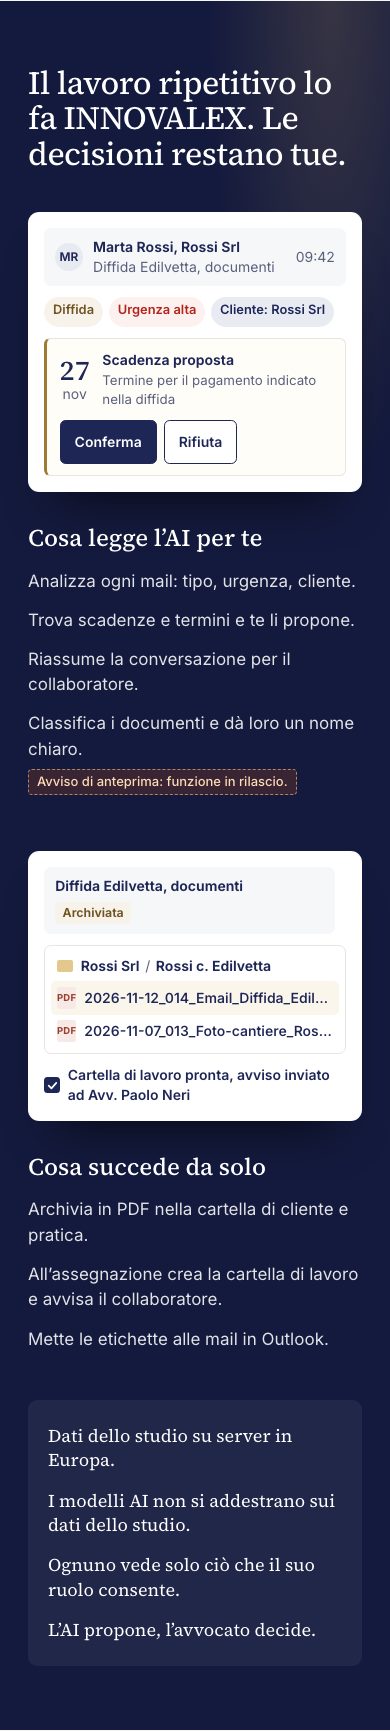 Il lavoro ripetitivo lo
fa INNOVALEX. Le
decisioni restano tue.
MR
Marta Rossi, Rossi Srl
09:42
Diffida Edilvetta, documenti
Diffida
Urgenza alta
Cliente: Rossi Srl
27
nov
Scadenza proposta
Termine per il pagamento indicato
nella diffida
Conferma
Rifiuta
Cosa legge l’AI per te
Analizza ogni mail: tipo, urgenza, cliente.
Trova scadenze e termini e te li propone.
Riassume la conversazione per il
collaboratore.
Classifica i documenti e dà loro un nome
chiaro.
Avviso di anteprima: funzione in rilascio.
Diffida Edilvetta, documenti
Archiviata
Rossi Srl / Rossi c. Edilvetta
PDF 2026-11-12_014_Email_Diffida_Edil...
PDF 2026-11-07_013_Foto-cantiere_Ros...
Cartella di lavoro pronta, avviso inviato
ad Avv. Paolo Neri
Cosa succede da solo
Archivia in PDF nella cartella di cliente e
pratica.
All’assegnazione crea la cartella di lavoro
e avvisa il collaboratore.
Mette le etichette alle mail in Outlook.
Dati dello studio su server in
Europa.
I modelli AI non si addestrano sui
dati dello studio.
Ognuno vede solo ciò che il suo
ruolo consente.
L’AI propone, l’avvocato decide.